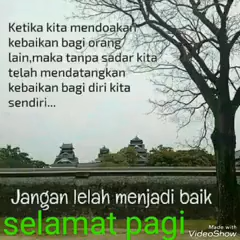 Ketika kita mendoakan
kebaikan bagi orang
lain,maka tanpa sadar kita
telah mendatangkan
kebaikan bagi diri kita
sendiri...
Jangan lelah menjadi baik
selamat pagi
Made with
VideoShow